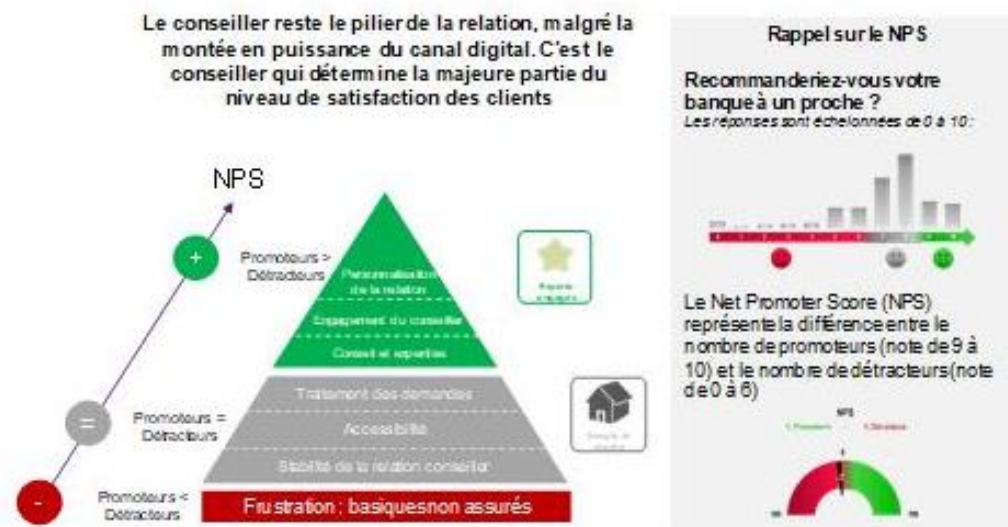 Le conseiller reste le pilier de la relation, malgré la
montée en puissance du canal digital. C'est le
conseiller qui détermine la majeure partie du
niveau de satisfaction des clients
NPS
+
Promoteurs >
Détracteurs
Personnalisation
de la relation
Engagement du conseiller
Conseil et expertise
=
Promoteurs =
Détracteurs
Traitement des demandes
Accessibilité
Stabilité de la relation conseiller
-
Promoteurs <
Détracteurs
Frustration : basiques non assurés
Rappel sur le NPS
Recommanderiez-vous votre
banque à un proche ?
Les réponses sont échelonnées de 0 à 10 :
Le Net Promoter Score (NPS)
représente la différence entre le
nombre de promoteurs (note de 9 à
10) et le nombre de détracteurs (note
de 0 à 6)
NPS